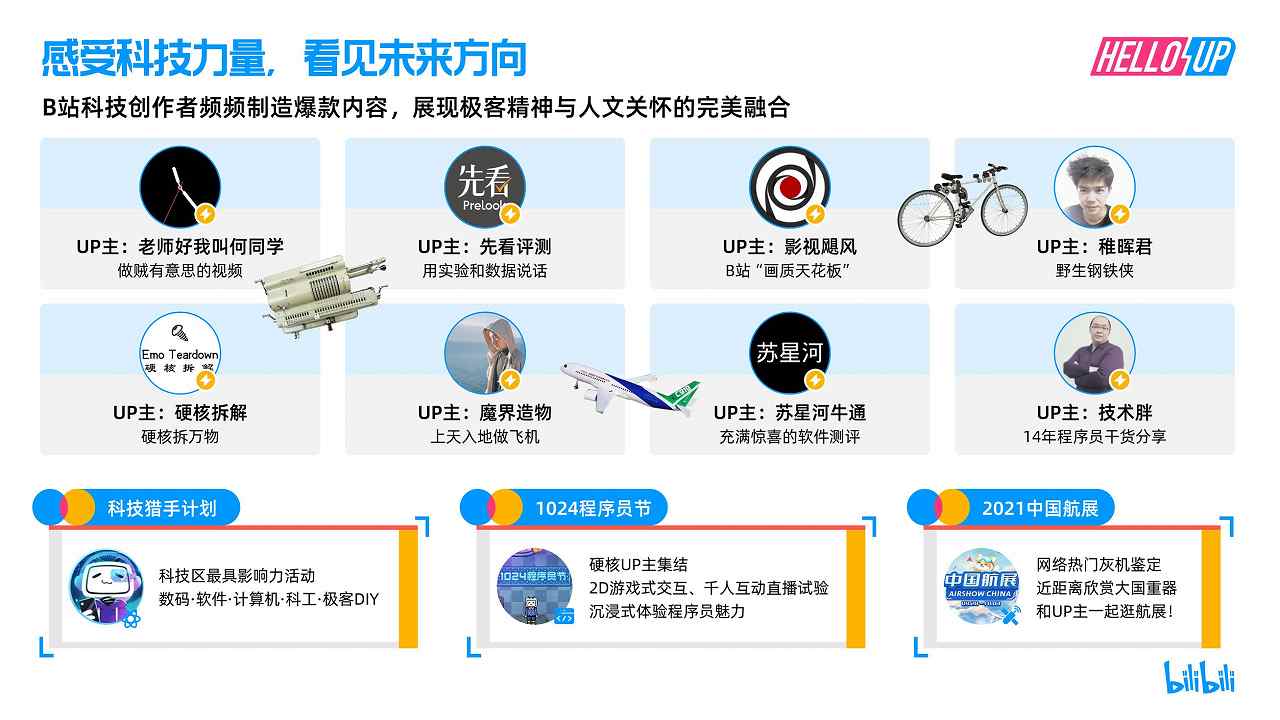 感受科技力量，看见未来方向
HELLO UP
B站科技创作者频频制造爆款内容，展现极客精神与人文关怀的完美融合
先看
Prelook
UP主：老师好我叫何同学
做贼有意思的视频
UP主：先看评测
用实验和数据说话
UP主：影视飓风
B站“画质天花板”
UP主：稚晖君
野生钢铁侠
Emo Teardown
硬核拆解
苏星河
C919
UP主：硬核拆解
硬核拆万物
UP主：魔界造物
上天入地做飞机
UP主：苏星河牛通
充满惊喜的软件测评
UP主：技术胖
14年程序员干货分享
科技猎手计划
科技区最具影响力活动
数码·软件·计算机·科工·极客DIY
1024程序员节
1024程序员节
硬核UP主集结
2D游戏式交互、千人互动直播试验
沉浸式体验程序员魅力
2021中国航展
中国航展
AIRSHOW CHINA
网络热门灰机鉴定
近距离欣赏大国重器
和UP主一起逛航展！
bilibili